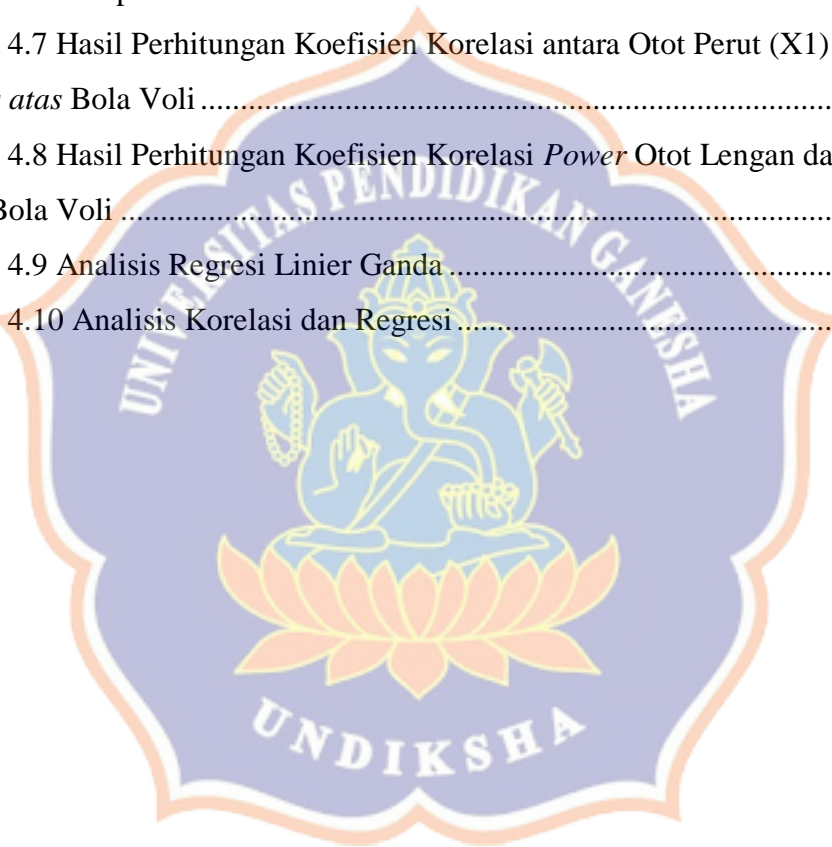 4.7 Hasil Perhitungan Koefisien Korelasi antara Otot Perut (X1)
atas Bola Voli ............................................................
4.8 Hasil Perhitungan Koefisien Korelasi Power Otot Lengan da
Bola Voli ............................................................
4.9 Analisis Regresi Linier Ganda ............................................................
4.10 Analisis Korelasi dan Regresi ............................................................
UNIVERSITAS PENDIDIKAN GANESHA
UNDIKSHA